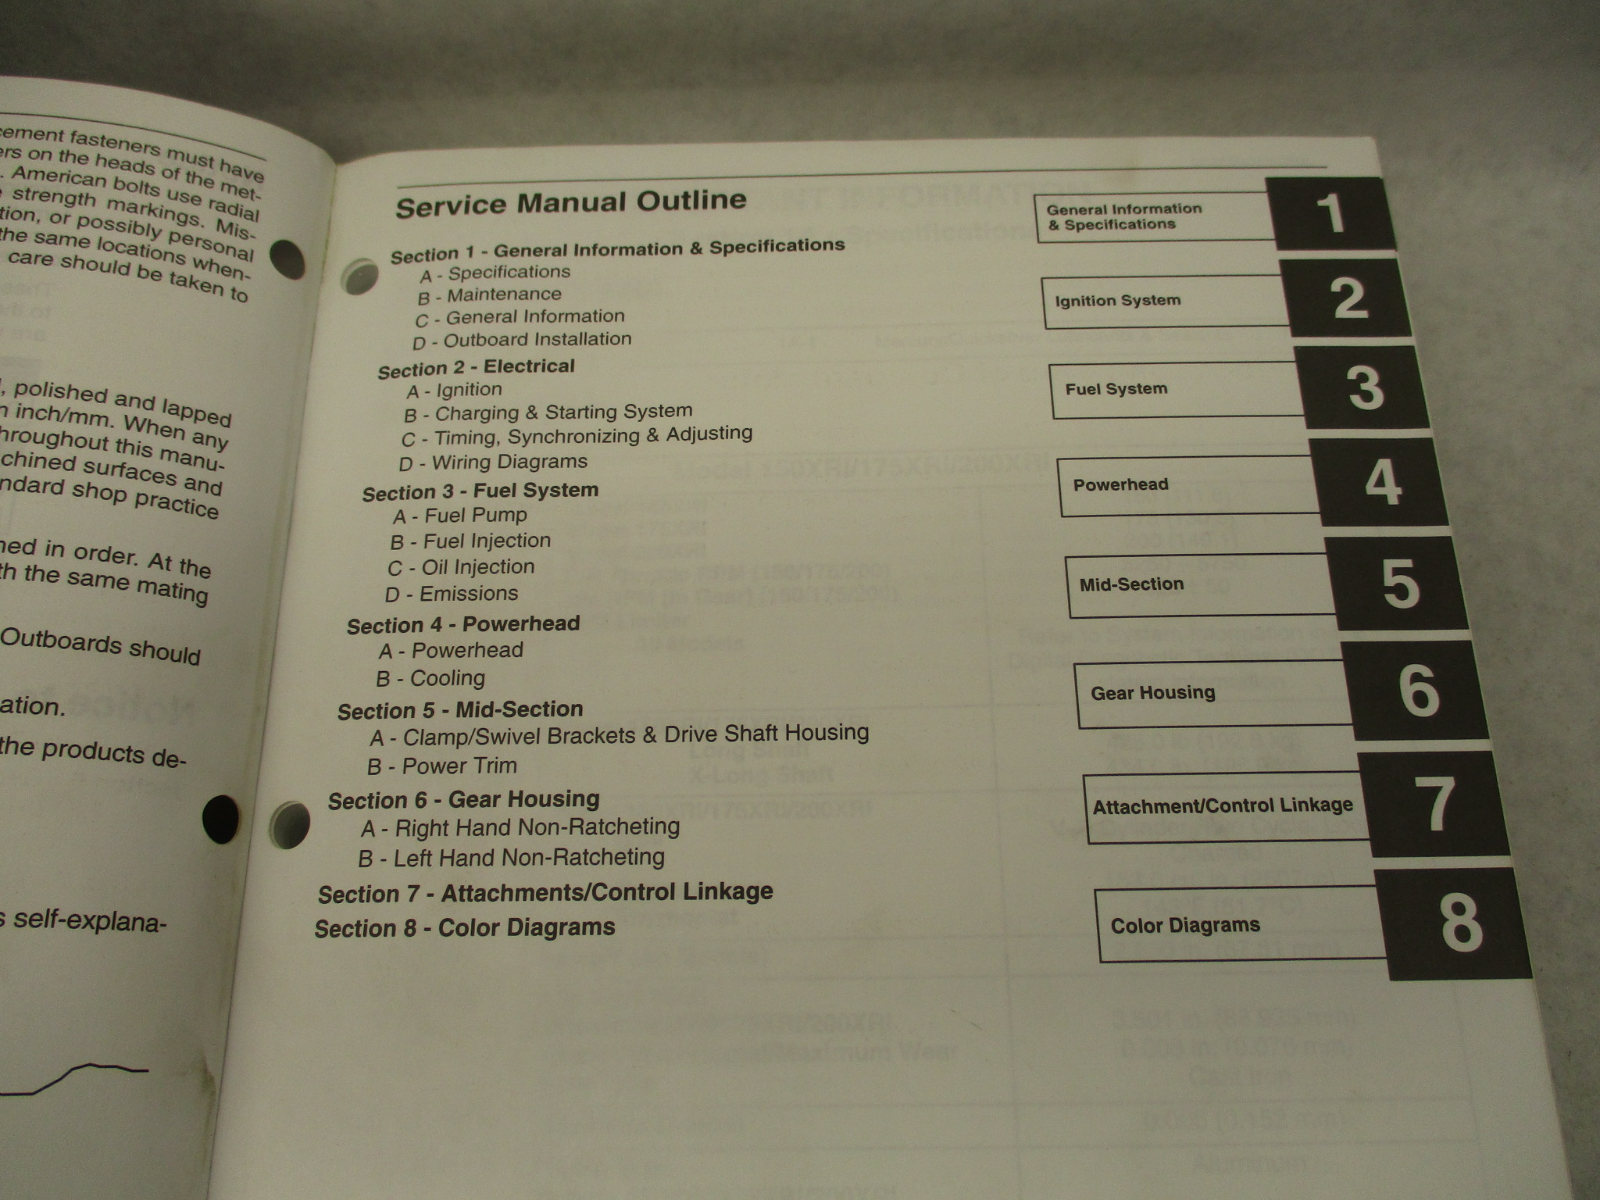 cement fasteners must have
on the heads of the met-
American bolts use radial
strength markings. Mis-
tion, or possibly personal
the same locations when-
care should be taken to
polished and lapped
inch/mm. When any
throughout this manu-
chined surfaces and
ndard shop practice
ned in order. At the
th the same mating
Outboards should
ation.
the products de-
self-explana-
Service Manual Outline
Section 1 - General Information & Specifications
A - Specifications
B - Maintenance
C - General Information
D - Outboard Installation
Section 2 - Electrical
A - Ignition
B - Charging & Starting System
C - Timing, Synchronizing & Adjusting
D - Wiring Diagrams
Section 3 - Fuel System
A - Fuel Pump
B - Fuel Injection
C - Oil Injection
D - Emissions
Section 4 - Powerhead
A - Powerhead
B - Cooling
Section 5 - Mid-Section
A - Clamp/Swivel Brackets & Drive Shaft Housing
B - Power Trim
Section 6 - Gear Housing
A - Right Hand Non-Ratcheting
B - Left Hand Non-Ratcheting
Section 7 - Attachments/Control Linkage
Section 8 - Color Diagrams
General Information
& Specifications
1
Ignition System
2
Fuel System
3
Powerhead
4
Mid-Section
5
Gear Housing
6
Attachment/Control Linkage
7
Color Diagrams
8